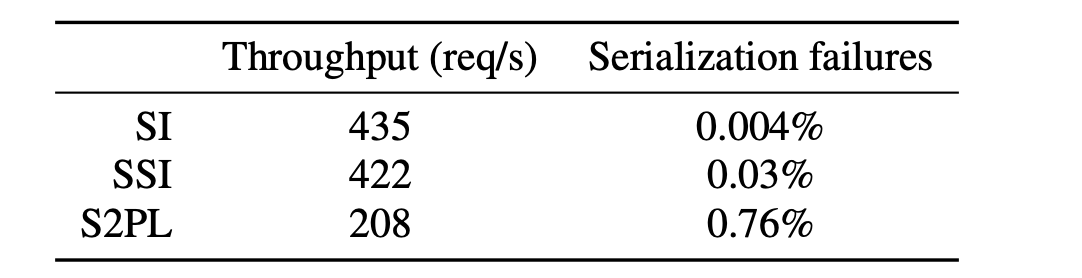 Throughput (req/s) Serialization failures
SI 435 0.004%
SSI 422 0.03%
S2PL 208 0.76%